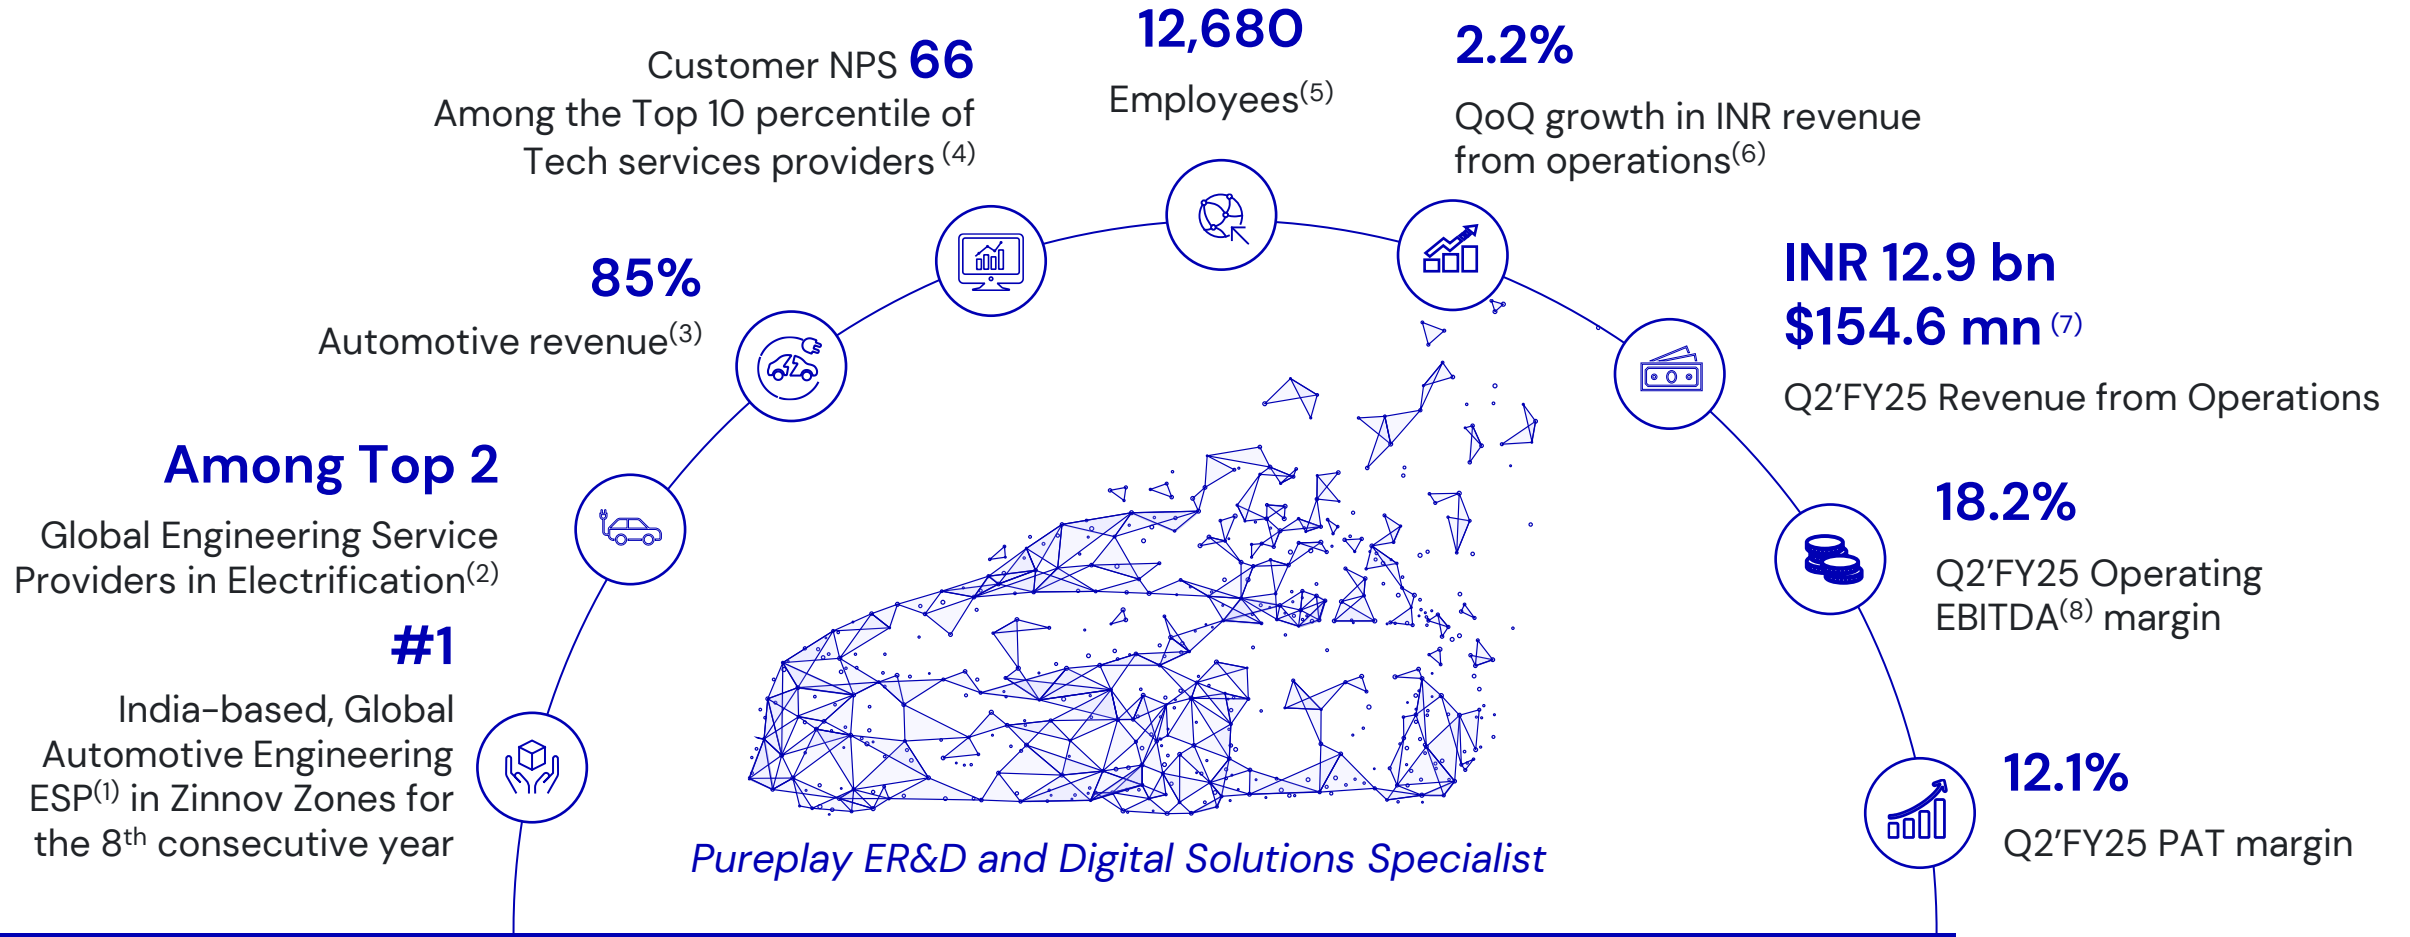 #1
India-based, Global
Automotive Engineering
ESP(1) in Zinnov Zones for
the 8th consecutive year
Among Top 2
Global Engineering Service
Providers in Electrification(2)
85%
Automotive revenue(3)
Customer NPS 66
Among the Top 10 percentile of
Tech services providers (4)
12,680
Employees(5)
2.2%
QoQ growth in INR revenue
from operations(6)
INR 12.9 bn
$154.6 mn (7)
Q2’FY25 Revenue from Operations
18.2%
Q2’FY25 Operating
EBITDA(8) margin
12.1%
Q2’FY25 PAT margin
Pureplay ER&D and Digital Solutions Specialist